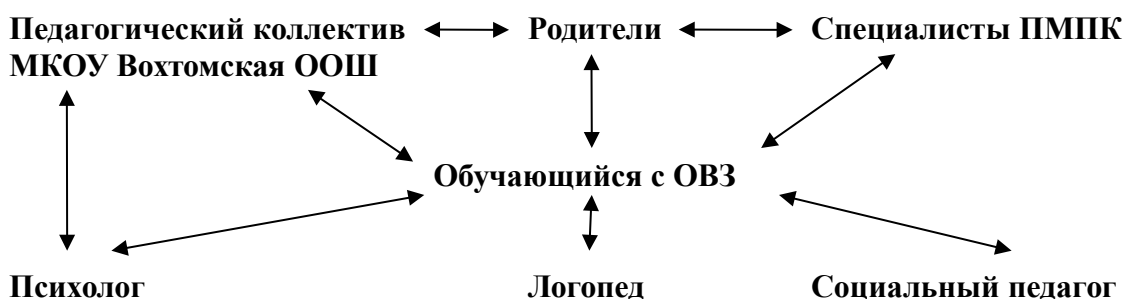 Педагогический коллектив Родители Специалисты ПМПК
МКОУ Вохтомская ООШ
Обучающийся с ОВЗ
Психолог Логопед Социальный педагог